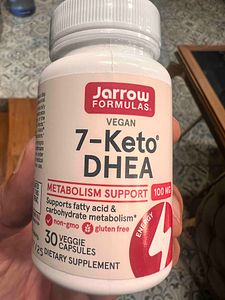 Jarrow
FORMULAS®
VEGAN
7-Keto®
DHEA
METABOLISM SUPPORT 100 MG
Supports fatty acid &
carbohydrate metabolism*
non-gmo gluten free
30 VEGGIE
CAPSULES
DIETARY SUPPLEMENT
ENERGY